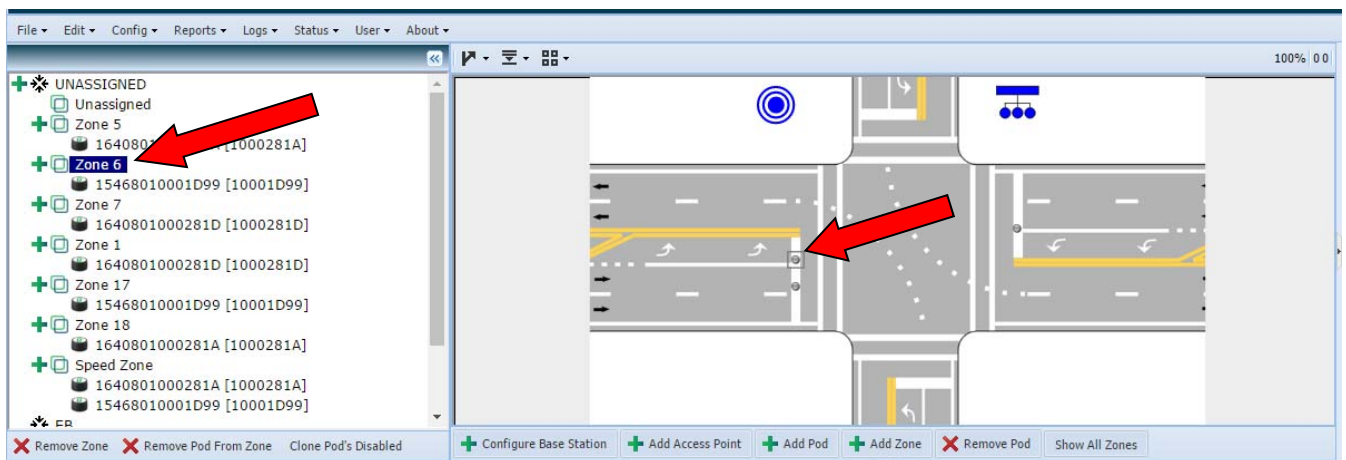 File Edit Config Reports Logs Status User About
100% 0 0
UNASSIGNED
Unassigned
Zone 5
1640801 [1000281A]
Zone 6
15468010001D99 [10001D99]
Zone 7
1640801000281D [1000281D]
Zone 1
1640801000281D [1000281D]
Zone 17
15468010001D99 [10001D99]
Zone 18
1640801000281A [1000281A]
Speed Zone
1640801000281A [1000281A]
15468010001D99 [10001D99]
EB
Remove Zone Remove Pod From Zone Clone Pod's Disabled
Configure Base Station Add Access Point Add Pod Add Zone Remove Pod Show All Zones